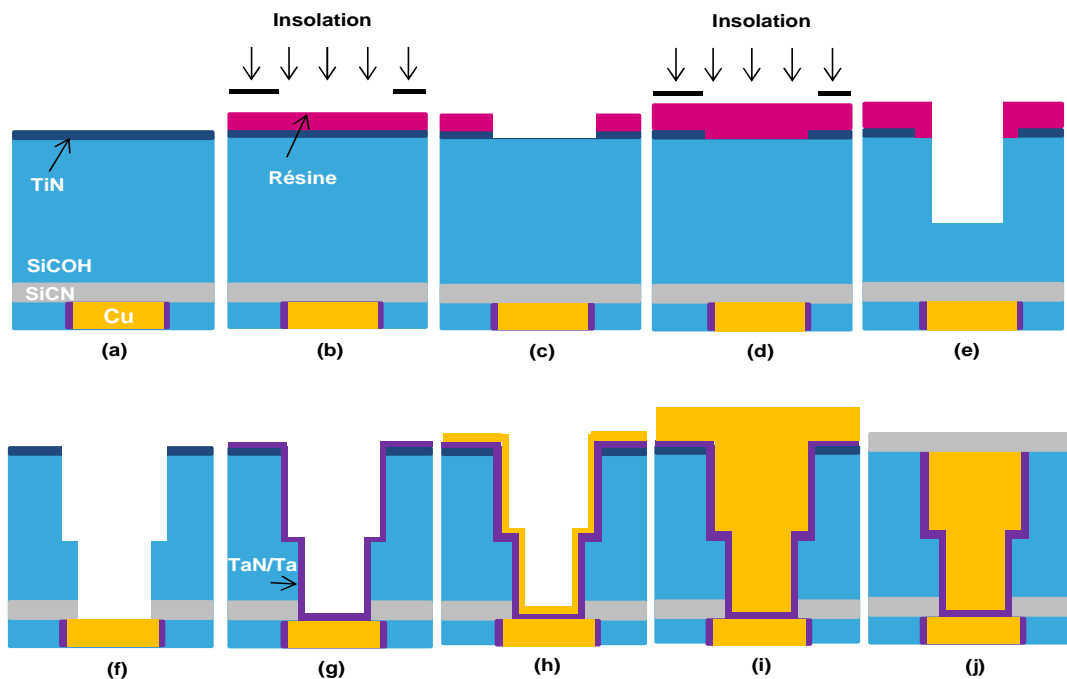 Insolation
Insolation
TiN
Résine
SiCOH
SiCN
Cu
(a)
(b)
(c)
(d)
(e)
TaN/Ta
(f)
(g)
(h)
(i)
(j)